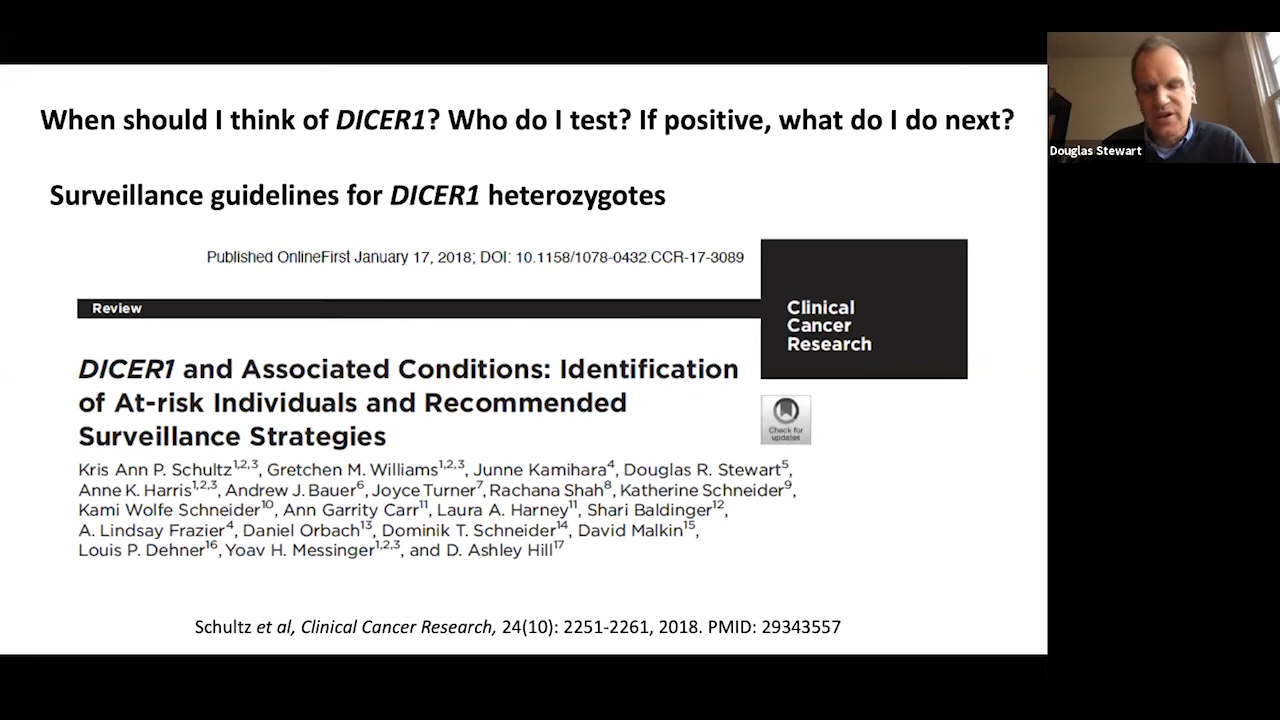 When should I think of DICER1? Who do I test? If positive, what do I do next?
Surveillance guidelines for DICER1 heterozygotes
Published OnlineFirst January 17, 2018; DOI: 10.1158/1078-0432.CCR-17-3089
Review
Clinical
Cancer
Research
DICER1 and Associated Conditions: Identification
of At-risk Individuals and Recommended
Surveillance Strategies
Check for
updates
Kris Ann P. Schultz1,2,3, Gretchen M. Williams1,2,3, Junne Kamihara4, Douglas R. Stewart5,
Anne K. Harris1,2,3, Andrew J. Bauer6, Joyce Turner7, Rachana Shah8, Katherine Schneider9,
Kami Wolfe Schneider10, Ann Garrity Carr11, Laura A. Harney11, Shari Baldinger12,
A. Lindsay Frazier4, Daniel Orbach13, Dominik T. Schneider14, David Malkin15,
Louis P. Dehner16, Yoav H. Messinger1,2,3, and D. Ashley Hill17
Schultz et al, Clinical Cancer Research, 24(10): 2251-2261, 2018. PMID: 29343557
Douglas Stewart